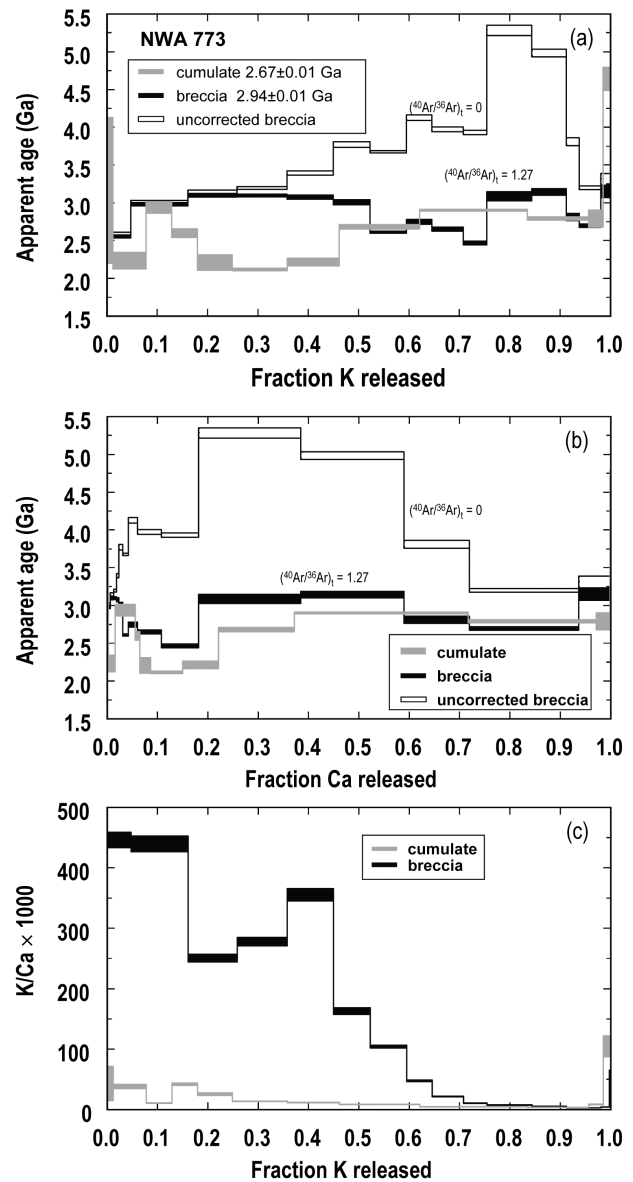 NWA 773
(a)
cumulate 2.67±0.01 Ga
breccia 2.94±0.01 Ga
uncorrected breccia
(⁴⁰Ar/³⁶Ar)t = 0
(⁴⁰Ar/³⁶Ar)t = 1.27
5.5
5.0
4.5
4.0
3.5
3.0
2.5
2.0
1.5
Apparent age (Ga)
0.0 0.1 0.2 0.3 0.4 0.5 0.6 0.7 0.8 0.9 1.0
Fraction K released
(b)
(⁴⁰Ar/³⁶Ar)t = 0
(⁴⁰Ar/³⁶Ar)t = 1.27
cumulate
breccia
uncorrected breccia
5.5
5.0
4.5
4.0
3.5
3.0
2.5
2.0
1.5
Apparent age (Ga)
0.0 0.1 0.2 0.3 0.4 0.5 0.6 0.7 0.8 0.9 1.0
Fraction Ca released
(c)
cumulate
breccia
500
400
300
200
100
0
K/Ca × 1000
0.0 0.1 0.2 0.3 0.4 0.5 0.6 0.7 0.8 0.9 1.0
Fraction K released